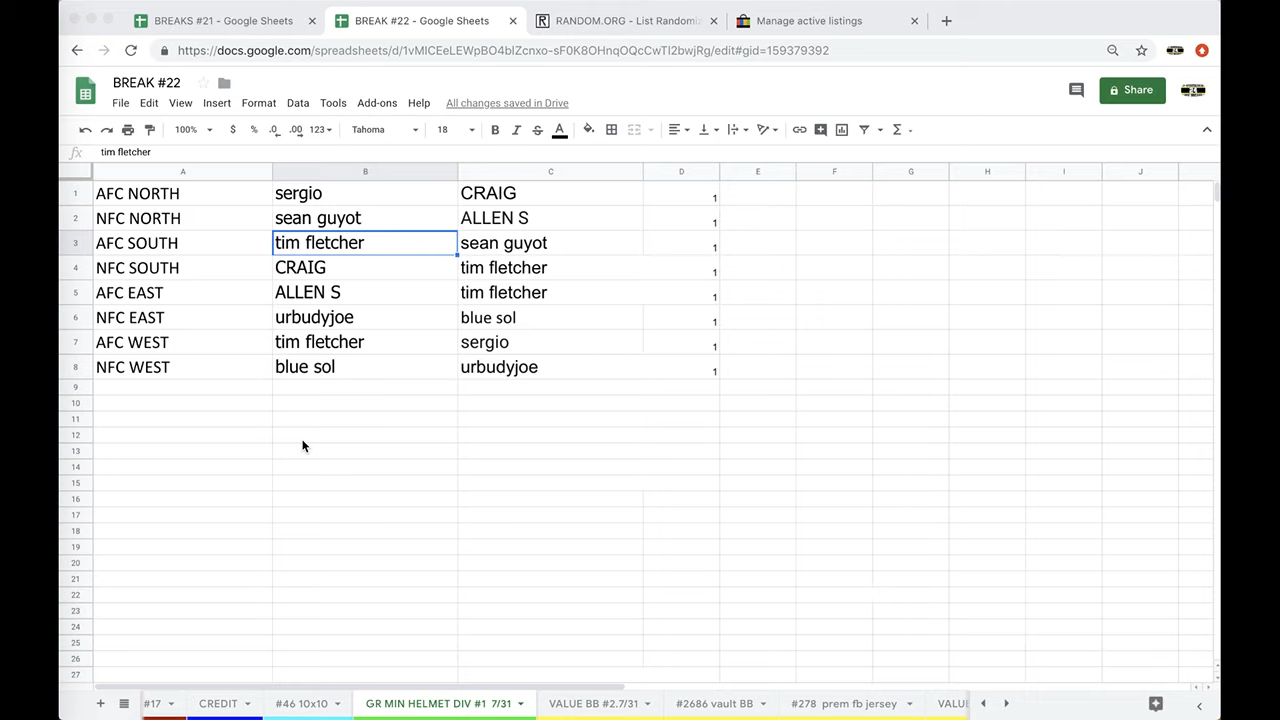 BREAKS #21 - Google Sheets BREAK #22 - Google Sheets RANDOM.ORG - List Randomi Manage active listings
https://docs.google.com/spreadsheets/d/1vMlCEeLEWpBO4blZcnxo-sF0K8OHnqOQcCwTl2bwjRg/edit#gid=159379392
BREAK #22
File Edit View Insert Format Data Tools Add-ons Help All changes saved in Drive
Share
100% $ % .0 .00 123 Tahoma 18 B I S A
fx tim fletcher
A B C D E F G H I J
1 AFC NORTH sergio CRAIG 1
2 NFC NORTH sean guyot ALLEN S 1
3 AFC SOUTH tim fletcher sean guyot 1
4 NFC SOUTH CRAIG tim fletcher 1
5 AFC EAST ALLEN S tim fletcher 1
6 NFC EAST urbudyjoe blue sol 1
7 AFC WEST tim fletcher sergio 1
8 NFC WEST blue sol urbudyjoe 1
9
10
11
12
13
14
15
16
17
18
19
20
21
22
23
24
25
26
27
#17 CREDIT #46 10x10 GR MIN HELMET DIV #1 7/31 VALUE BB #2.7/31 #2686 vault BB #278 prem fb jersey VALU